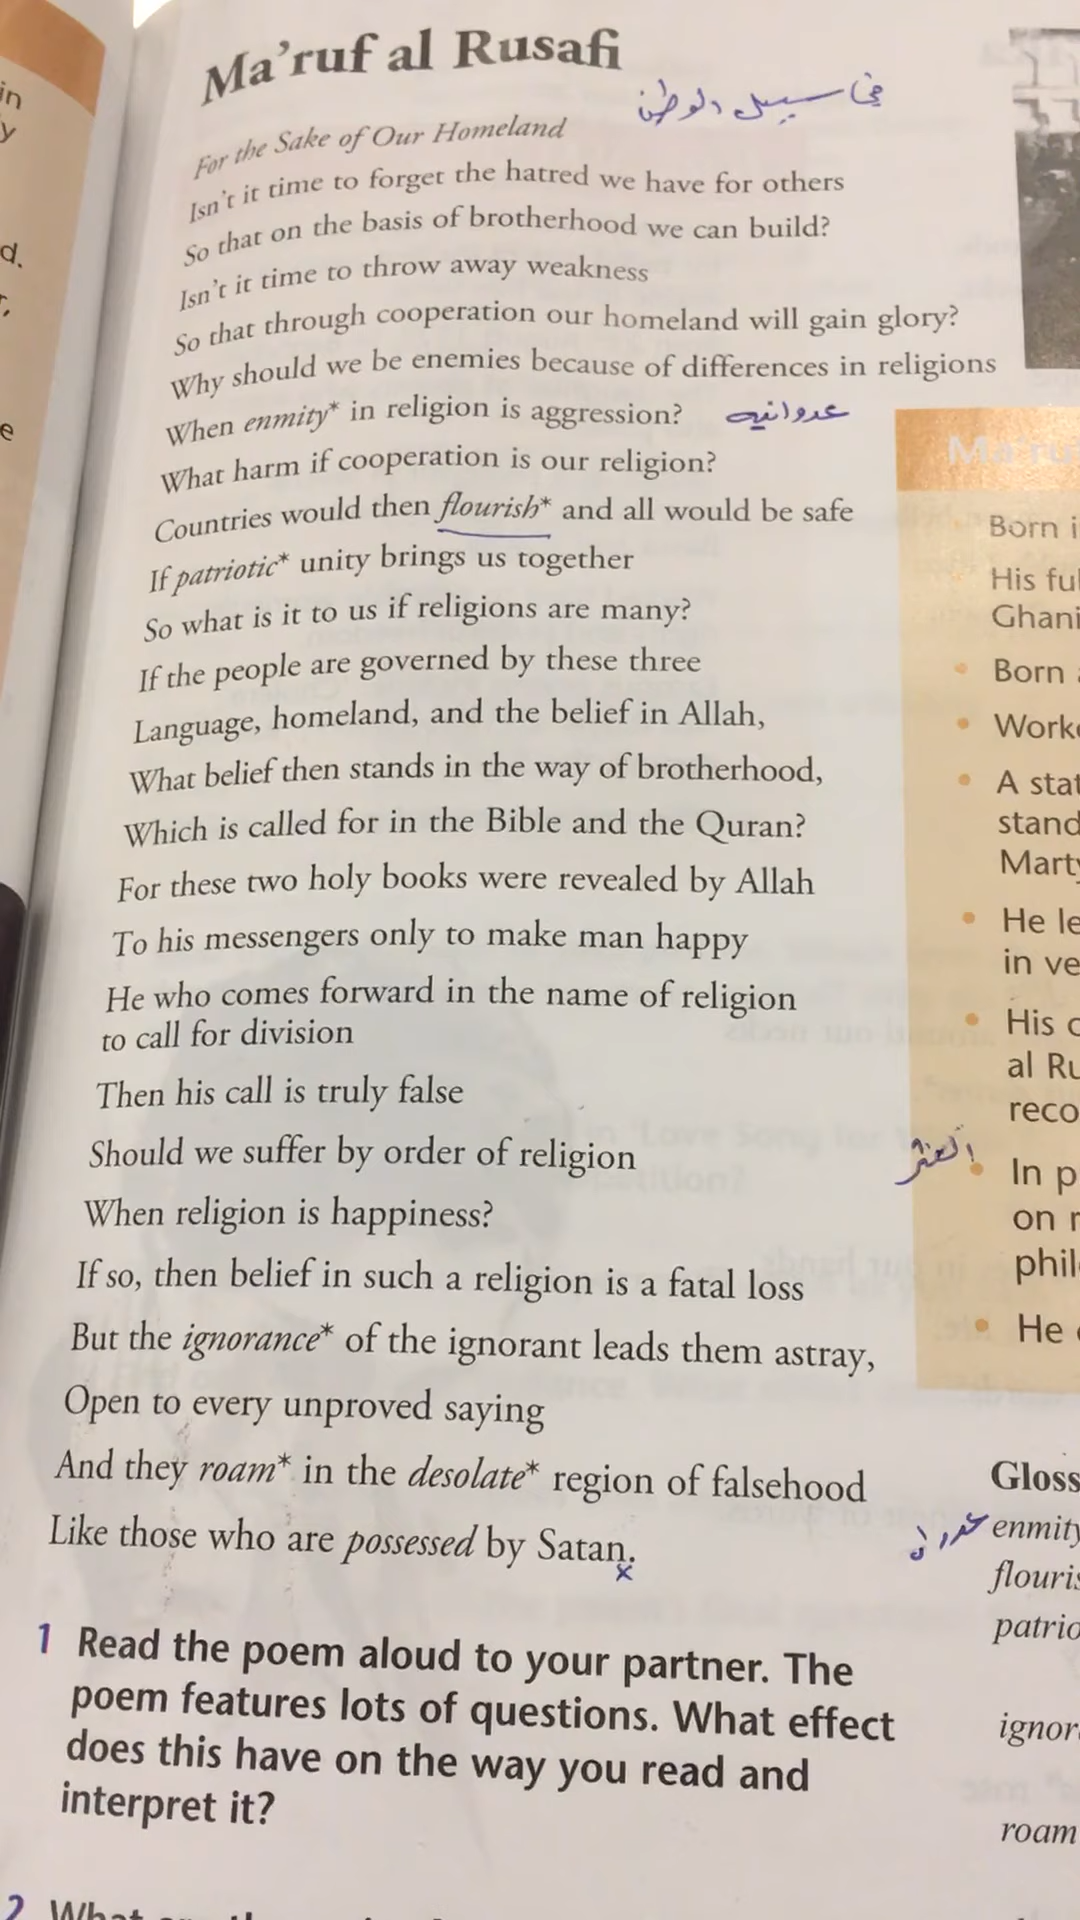 in
y
d.
r,
e
Ma'ruf al Rusafi
في سبيل الوطن
For the Sake of Our Homeland
Isn't it time to forget the hatred we have for others
So that on the basis of brotherhood we can build?
Isn't it time to throw away weakness
So that through cooperation our homeland will gain glory?
Why should we be enemies because of differences in religions
When enmity* in religion is aggression? عدوانيه
What harm if cooperation is our religion?
Countries would then flourish* and all would be safe
If patriotic* unity brings us together
So what is it to us if religions are many?
If the people are governed by these three
Language, homeland, and the belief in Allah,
What belief then stands in the way of brotherhood,
Which is called for in the Bible and the Quran?
For these two holy books were revealed by Allah
To his messengers only to make man happy
He who comes forward in the name of religion
to call for division
Then his call is truly false
Should we suffer by order of religion
When religion is happiness?
If so, then belief in such a religion is a fatal loss
But the ignorance* of the ignorant leads them astray,
Open to every unproved saying
And they roam* in the desolate* region of falsehood
Like those who are possessed by Satan.
x
1 Read the poem aloud to your partner. The
poem features lots of questions. What effect
does this have on the way you read and
interpret it?
2
Ma'ru
Born i
His ful
Ghani
• Born
• Work
• A stat
stand
Marty
• He le
in ve
• His c
al Ru
reco
• In p
on r
phil
• He
Gloss
enmity
flouris
patrio
ignor
roam